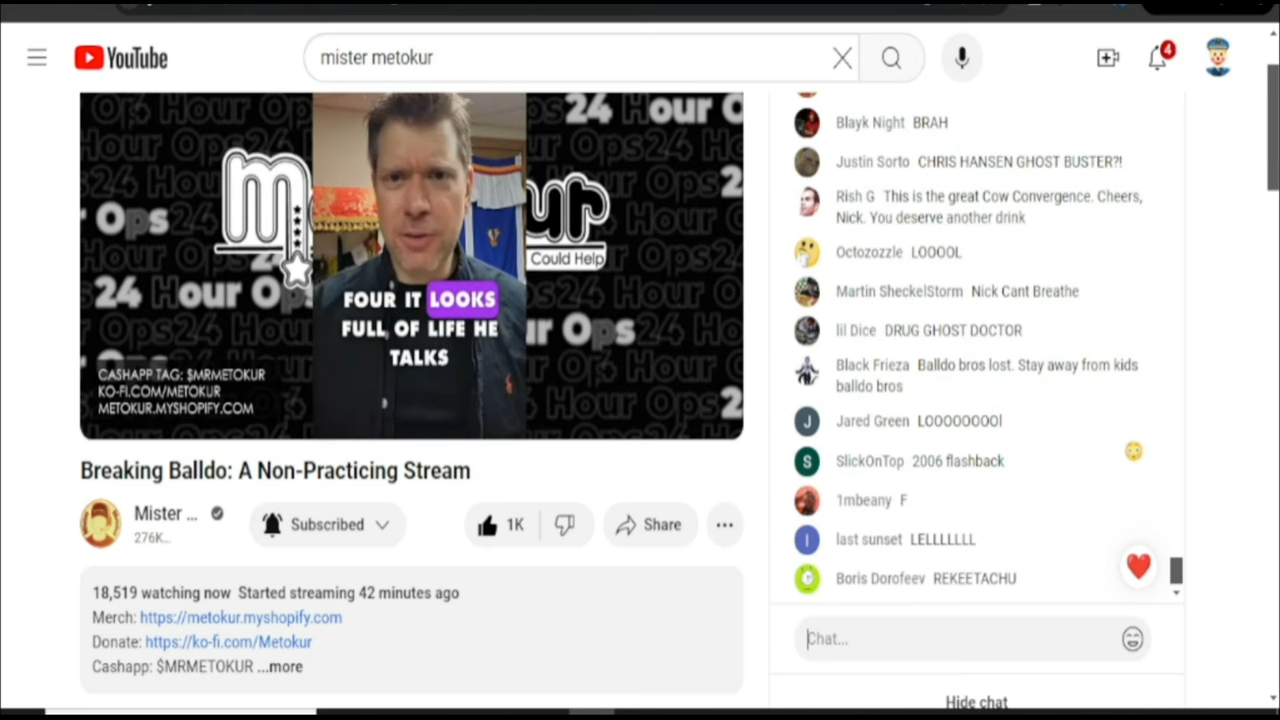 YouTube
mister metokur
4
24 Hour Ops
Could Help
FOUR IT LOOKS
FULL OF LIFE HE
TALKS
CASHAPP TAG: $MRMETOKUR
KO-FI.COM/METOKUR
METOKUR.MYSHOPIFY.COM
Breaking Balldo: A Non-Practicing Stream
Mister ...
276K...
Subscribed
1K
Share
18,519 watching now Started streaming 42 minutes ago
Merch: https://metokur.myshopify.com
Donate: https://ko-fi.com/Metokur
Cashapp: $MRMETOKUR ...more
Blayk Night BRAH
Justin Sorto CHRIS HANSEN GHOST BUSTER?!
Rish G This is the great Cow Convergence. Cheers,
Nick. You deserve another drink
Octozozzle LOOOOL
Martin SheckelStorm Nick Cant Breathe
lil Dice DRUG GHOST DOCTOR
Black Frieza Balldo bros lost. Stay away from kids
balldo bros
J
Jared Green LOOOOOOOOl
S
SlickOnTop 2006 flashback
1mbeany F
l
last sunset LELLLLLLL
Boris Dorofeev REKEETACHU
Chat...
Hide chat